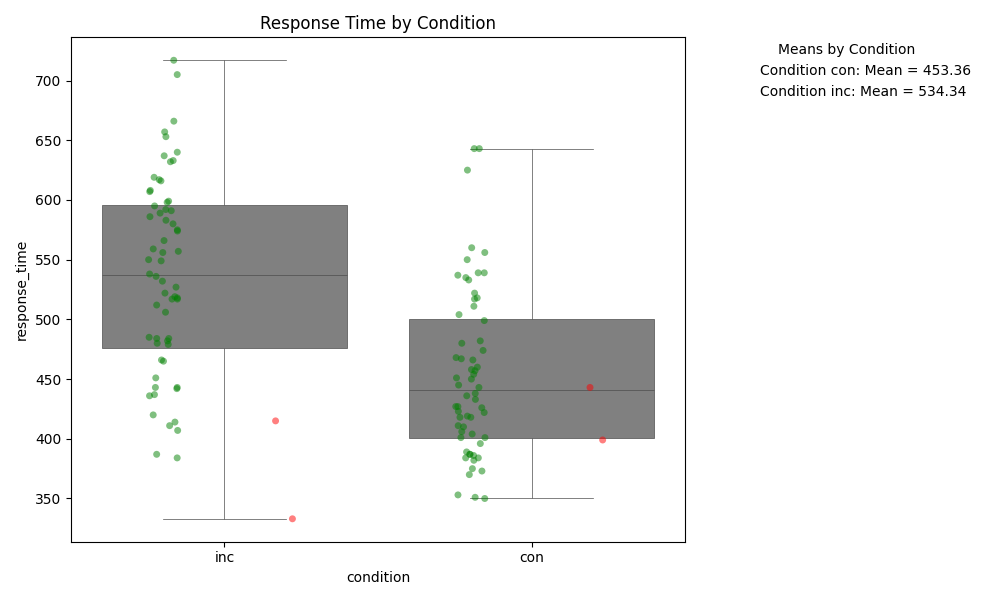 Response Time by Condition
Means by Condition
Condition con: Mean = 453.36
Condition inc: Mean = 534.34
response_time
700
650
600
550
500
450
400
350
inc
con
condition